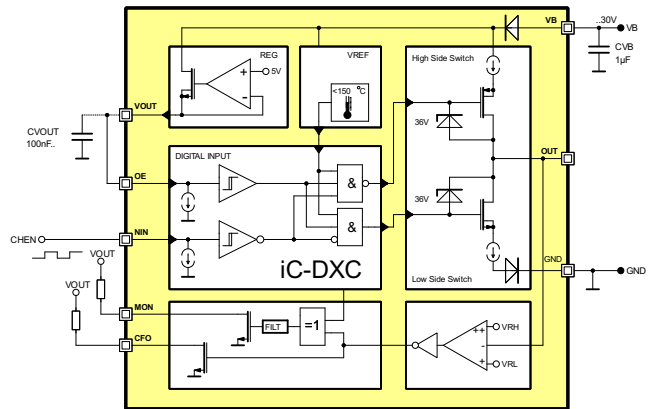 VB
..30V
VB
CVB
1µF
REG
5V
+
-
VREF
<150 °C
High Side Switch
36V
VOUT
CVOUT
100nF..
OE
DIGITAL INPUT
&
&
OUT
36V
CHEN
NIN
VOUT
VOUT
iC-DXC
Low Side Switch
GND
GND
MON
FILT
=1
CFO
++
-
+
VRH
VRL